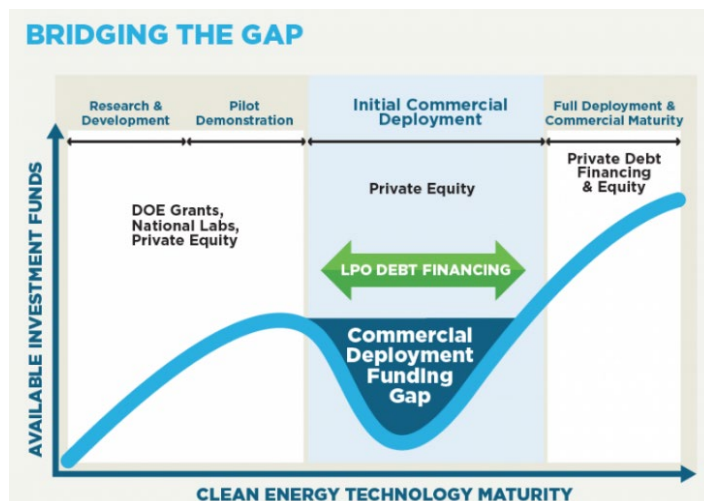 BRIDGING THE GAP
Research &
Development
Pilot
Demonstration
Initial Commercial
Deployment
Full Deployment &
Commercial Maturity
DOE Grants,
National Labs,
Private Equity
Private Equity
Private Debt
Financing
& Equity
LPO DEBT FINANCING
Commercial
Deployment
Funding
Gap
AVAILABLE INVESTMENT FUNDS
CLEAN ENERGY TECHNOLOGY MATURITY